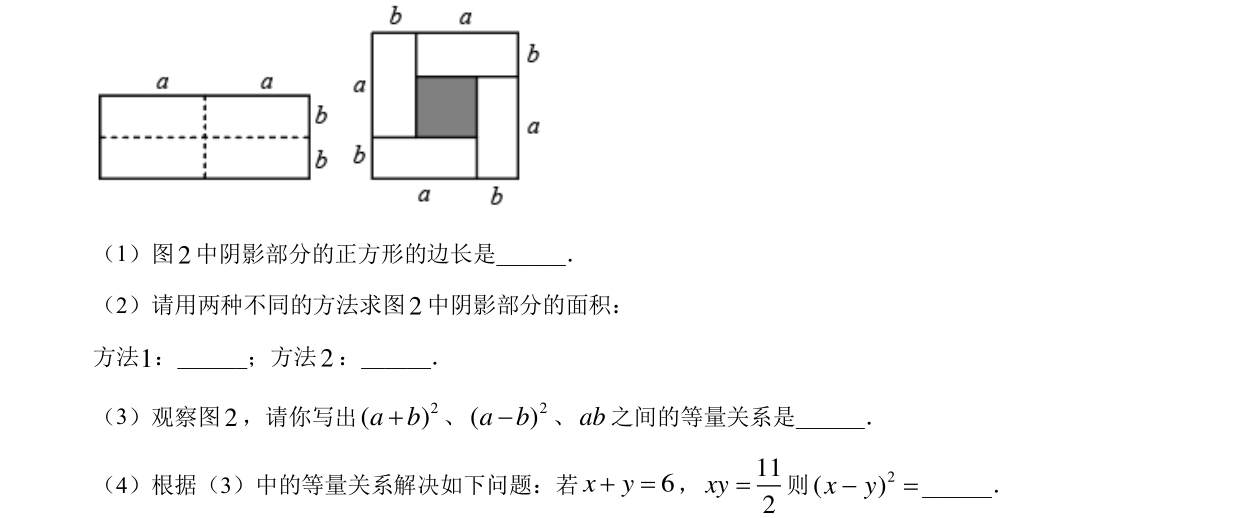 b a
a a b
a b
b b a
a b
(1)图2中阴影部分的正方形的边长是______.
(2)请用两种不同的方法求图2中阴影部分的面积:
方法1:______;方法2:______.
(3)观察图2,请你写出(a+b)²、(a−b)²、ab之间的等量关系是______.
(4)根据(3)中的等量关系解决如下问题:若x+y=6,xy=11/2则(x−y)²=______.